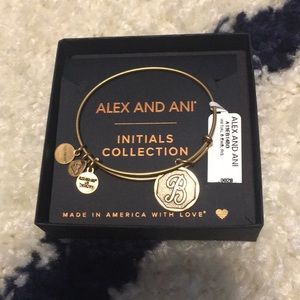 ALEX AND ANI®
INITIALS
COLLECTION
B
MADE IN AMERICA WITH LOVE®
ALEX AND ANI